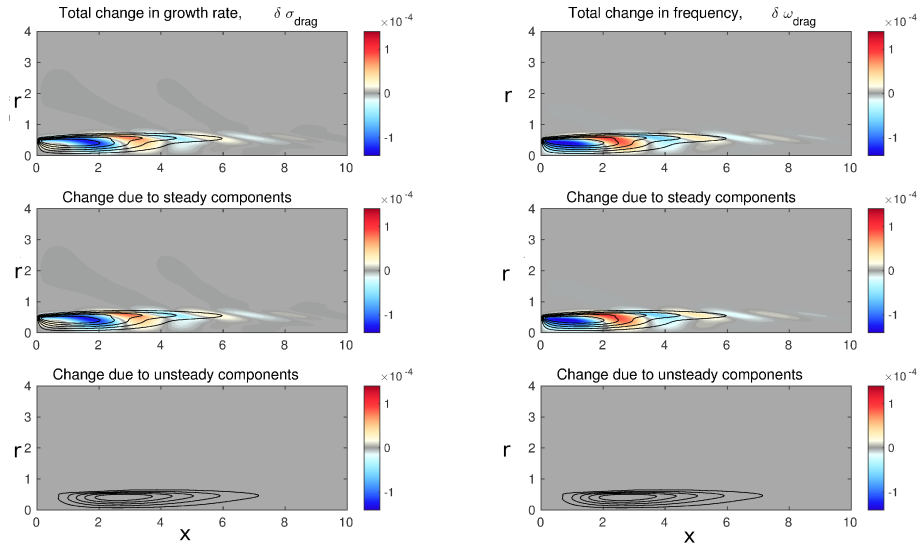 Total change in growth rate, δ σdrag
×10-4
4
3
r 2
1
0
0 2 4 6 8 10
1
0
-1
Total change in frequency, δ ωdrag
×10-4
4
3
r 2
1
0
0 2 4 6 8 10
1
0
-1
Change due to steady components
×10-4
4
3
r 2
1
0
0 2 4 6 8 10
1
0
-1
Change due to steady components
×10-4
4
3
r 2
1
0
0 2 4 6 8 10
1
0
-1
Change due to unsteady components
×10-4
4
3
r 2
1
0
0 2 4 6 8 10
x
1
0
-1
Change due to unsteady components
×10-4
4
3
r 2
1
0
0 2 4 6 8 10
x
1
0
-1